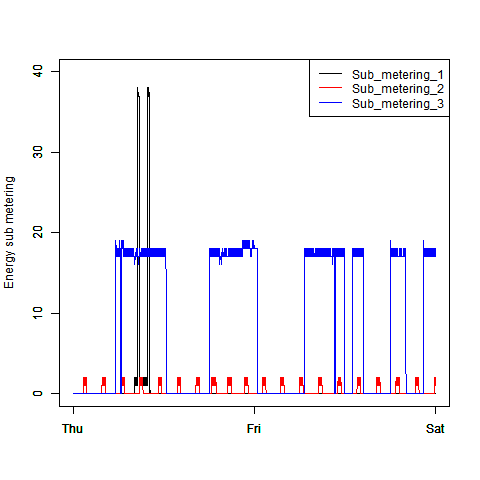 Sub_metering_1
Sub_metering_2
Sub_metering_3
Energy sub metering
40
30
20
10
0
Thu
Fri
Sat